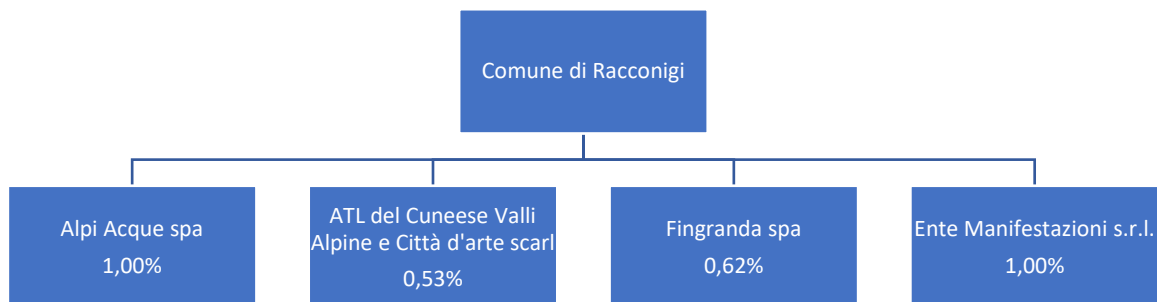 Comune di Racconigi
Alpi Acque spa
1,00%
ATL del Cuneese Valli
Alpine e Città d'arte scarl
0,53%
Fingranda spa
0,62%
Ente Manifestazioni s.r.l.
1,00%